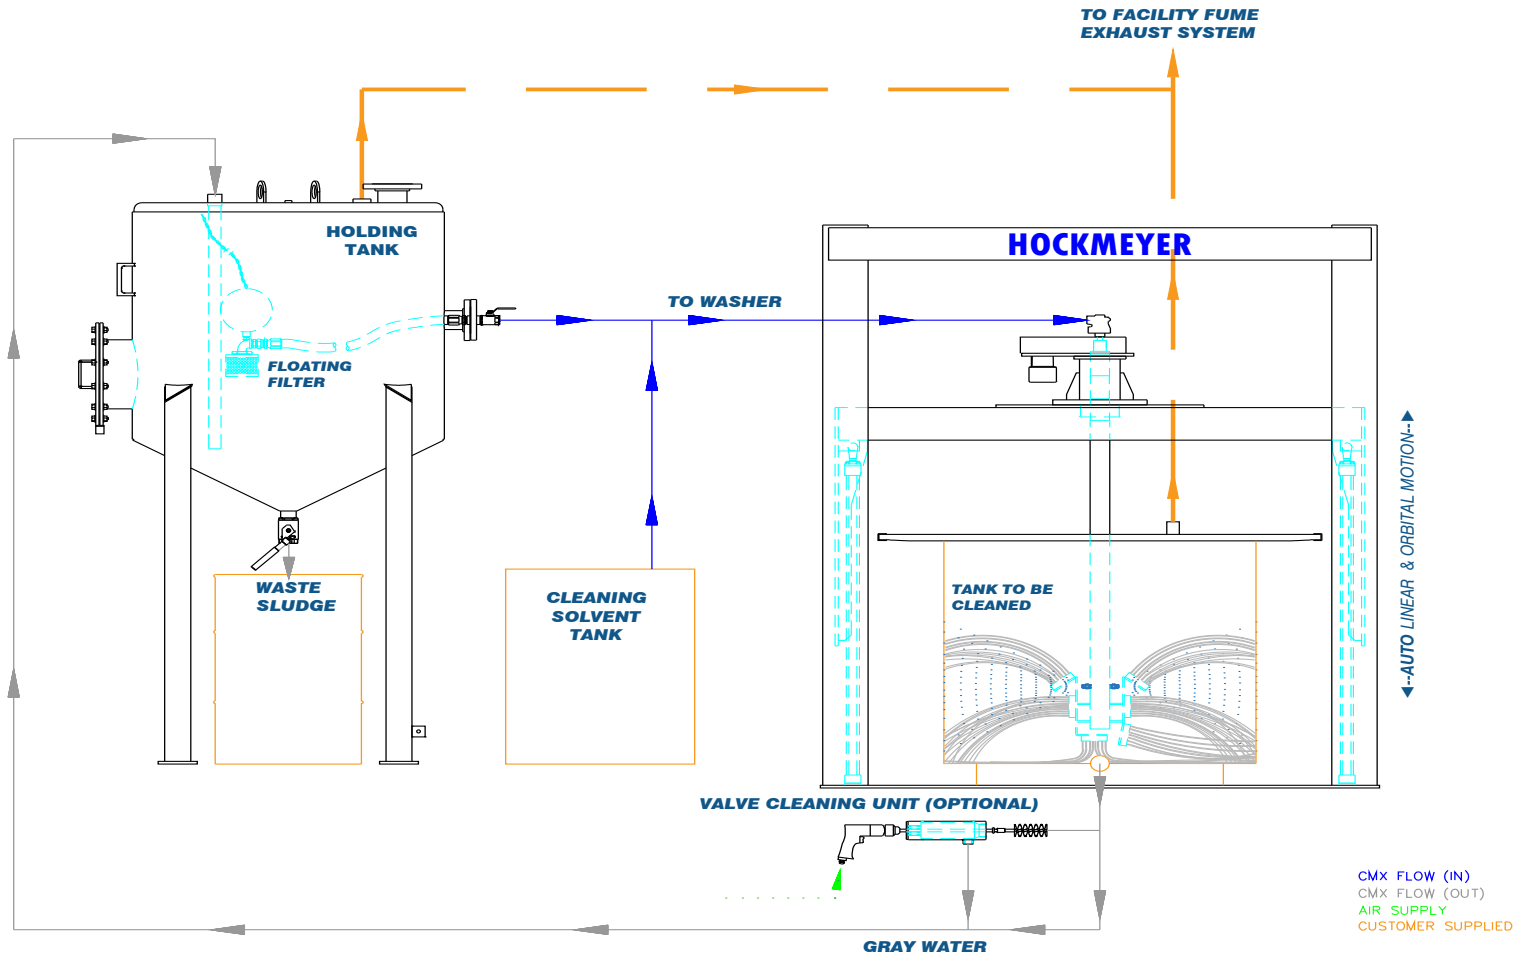 TO FACILITY FUME
EXHAUST SYSTEM
HOLDING
TANK
HOCKMEYER
TO WASHER
FLOATING
FILTER
WASTE
SLUDGE
CLEANING
SOLVENT
TANK
TANK TO BE
CLEANED
◄--AUTO LINEAR & ORBITAL MOTION--►
VALVE CLEANING UNIT (OPTIONAL)
GRAY WATER
CMX FLOW (IN)
CMX FLOW (OUT)
AIR SUPPLY
CUSTOMER SUPPLIED